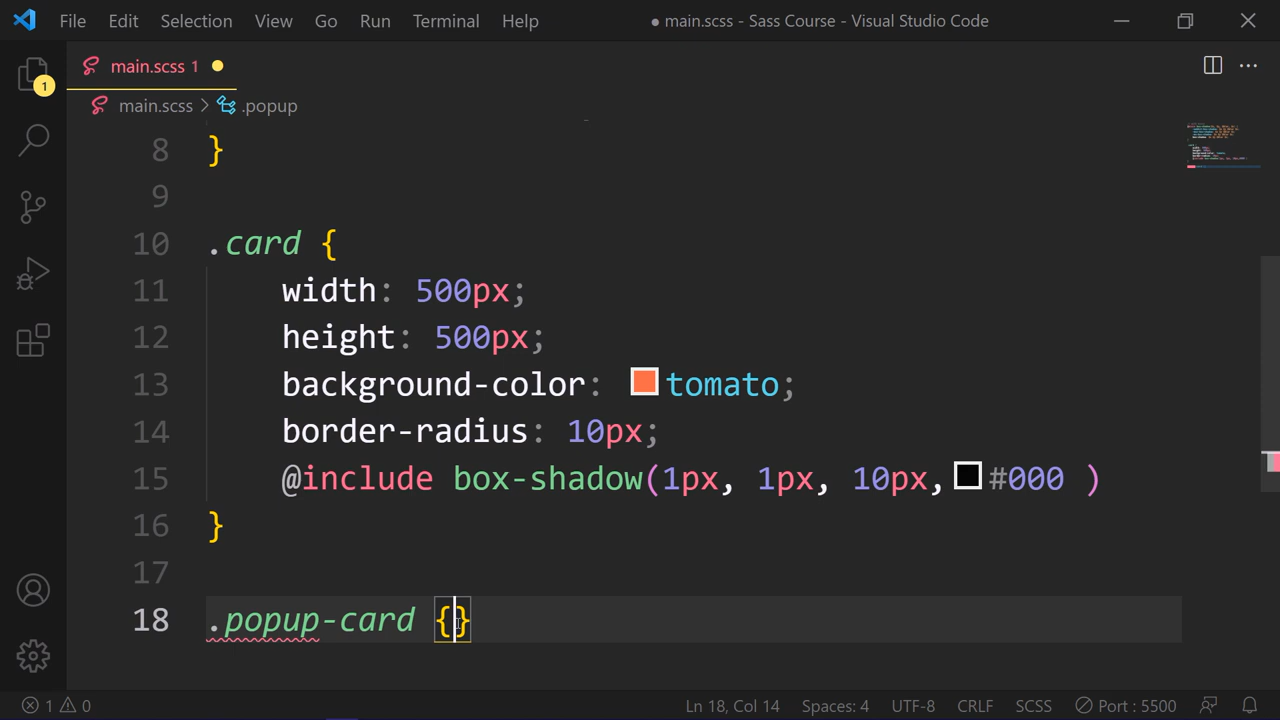 File Edit Selection View Go Run Terminal Help ● main.scss - Sass Course - Visual Studio Code
1
main.scss 1
main.scss > .popup
8 }
9
10 .card {
11 width: 500px;
12 height: 500px;
13 background-color: tomato;
14 border-radius: 10px;
15 @include box-shadow(1px, 1px, 10px, #000 )
16 }
17
18 .popup-card {}
1 0 Ln 18, Col 14 Spaces: 4 UTF-8 CRLF SCSS Port : 5500